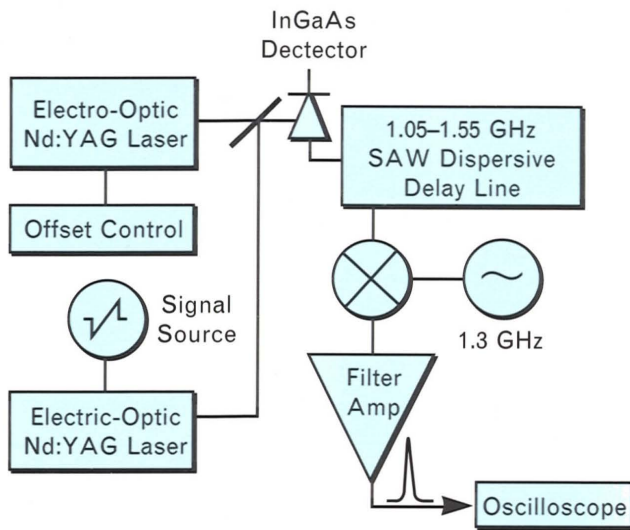 InGaAs
Dectector
Electro-Optic
Nd:YAG Laser
1.05–1.55 GHz
SAW Dispersive
Delay Line
Offset Control
Signal
Source
1.3 GHz
Filter
Amp
Electric-Optic
Nd:YAG Laser
Oscilloscope